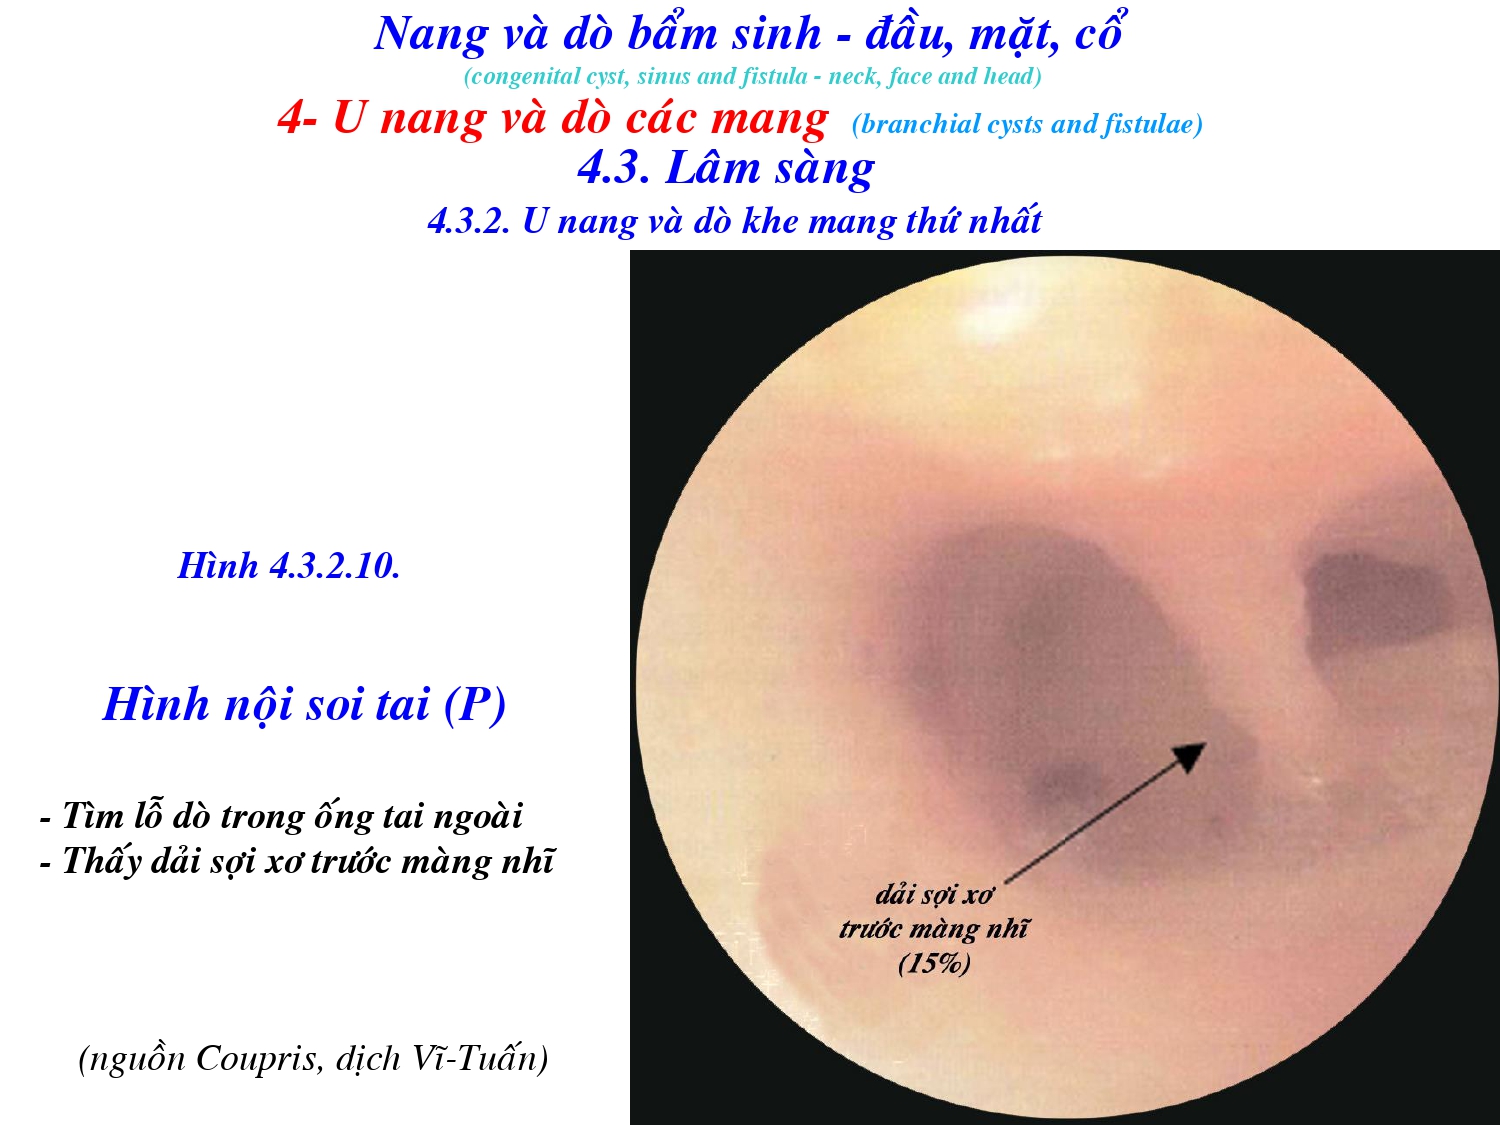 Nang và dò bẩm sinh - đầu, mặt, cổ
(congenital cyst, sinus and fistula - neck, face and head)
4- U nang và dò các mang (branchial cysts and fistulae)
4.3. Lâm sàng
4.3.2. U nang và dò khe mang thứ nhất
Hình 4.3.2.10.
Hình nội soi tai (P)
- Tìm lỗ dò trong ống tai ngoài
- Thấy dải sợi xơ trước màng nhĩ
dải sợi xơ
trước màng nhĩ
(15%)
(nguồn Coupris, dịch Vĩ-Tuấn)